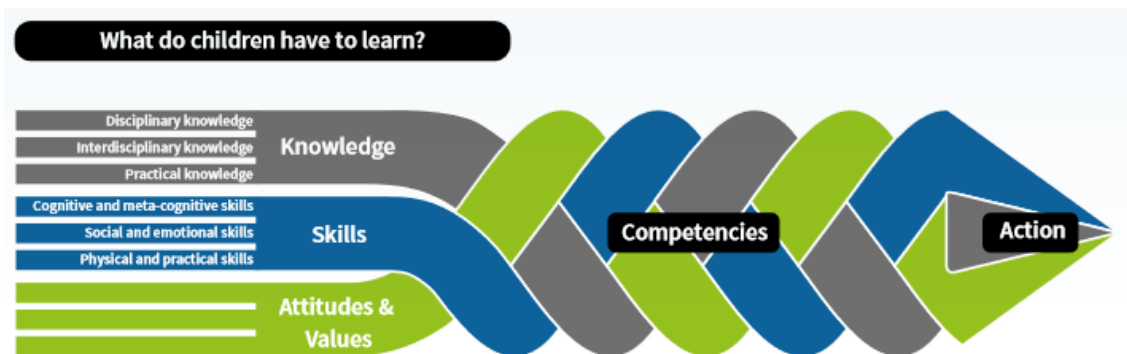 What do children have to learn?
Disciplinary knowledge
Interdisciplinary knowledge
Practical knowledge
Knowledge
Cognitive and meta-cognitive skills
Social and emotional skills
Physical and practical skills
Skills
Attitudes &
Values
Competencies
Action